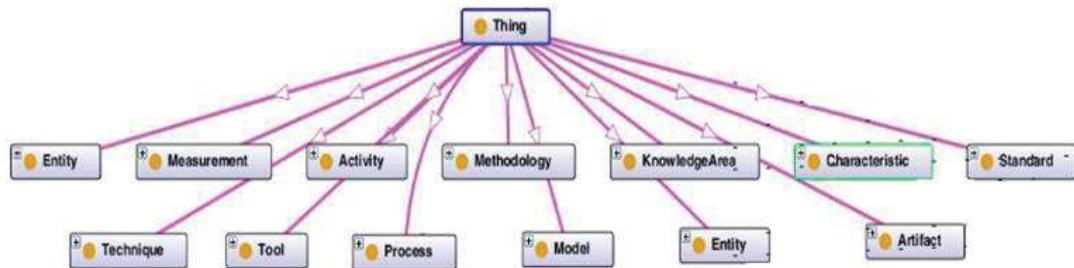 Thing
Entity
Measurement
Activity
Methodology
KnowledgeArea
Characteristic
Standard
Technique
Tool
Process
Model
Entity
Artifact